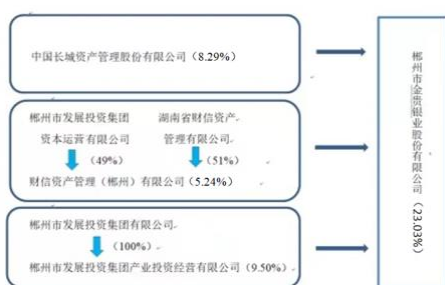 中国长城资产管理股份有限公司（8.29%）
郴州市发展投资集团 湖南省财信资产
资本运营有限公司 管理有限公司
（49%） （51%）
财信资产管理（郴州）有限公司（5.24%）
郴州市发展投资集团有限公司
（100%）
郴州市发展投资集团产业投资经营有限公司（9.50%）
郴州市金贵银业股份有限公司（23.03%）